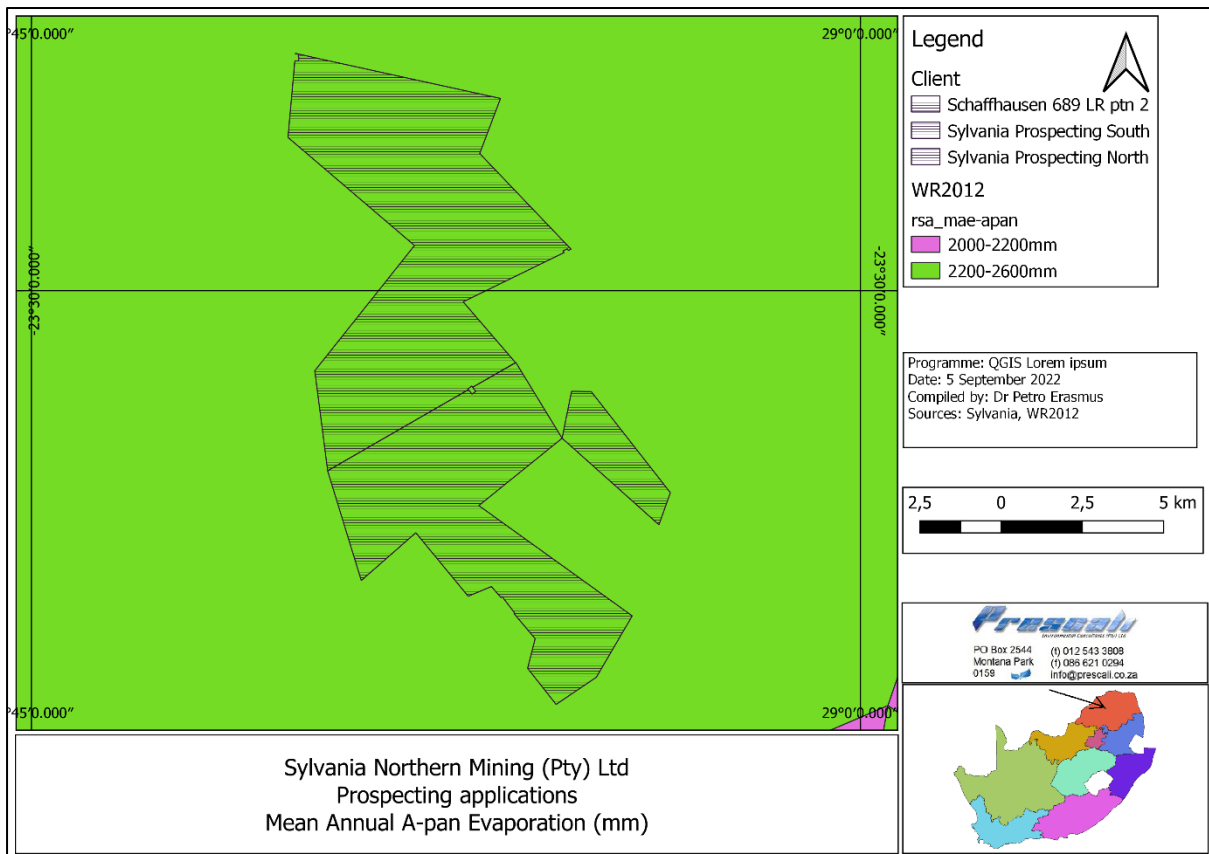 °45'0.000"
29°0'0.000"
-23°30'0.000"
-23°30'0.000"
°45'0.000"
29°0'0.000"
Legend
Client
Schaffhausen 689 LR ptn 2
Sylvania Prospecting South
Sylvania Prospecting North
WR2012
rsa_mae-apan
2000-2200mm
2200-2600mm
Programme: QGIS Lorem ipsum
Date: 5 September 2022
Compiled by: Dr Petro Erasmus
Sources: Sylvania, WR2012
2,5 0 2,5 5 km
Prescali
Environmental Consultants (Pty) Ltd
PO Box 2544 (t) 012 543 3808
Montana Park (f) 086 621 0294
0159 info@prescali.co.za
Sylvania Northern Mining (Pty) Ltd
Prospecting applications
Mean Annual A-pan Evaporation (mm)